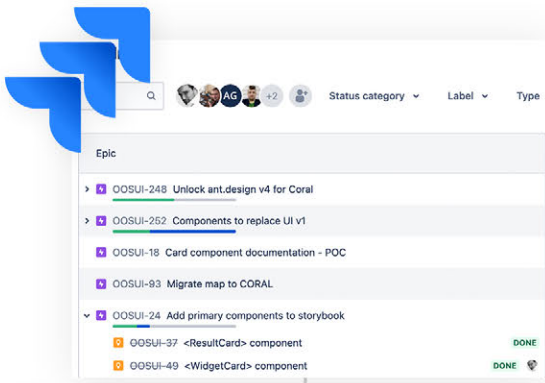 AG +2 Status category Label Type
Epic
OOSUI-248 Unlock ant.design v4 for Coral
OOSUI-252 Components to replace UI v1
OOSUI-18 Card component documentation - POC
OOSUI-93 Migrate map to CORAL
OOSUI-24 Add primary components to storybook
OOSUI-37 <ResultCard> component DONE
OOSUI-49 <WidgetCard> component DONE